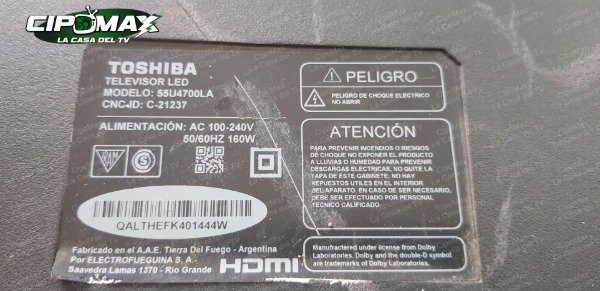 CIPOMAX
LA CASA DEL TV
TOSHIBA
TELEVISOR LED
MODELO: 55U4700LA
CNC-ID: C-21237
ALIMENTACIÓN: AC 100-240V
50/60HZ 160W
S
QALTHEFK401444W
Fabricado en el A.A.E. Tierra Del Fuego - Argentina
Por ELECTROFUEGUINA S. A.
Saavedra Lamas 1370 - Rio Grande
HDMI
PELIGRO
PELIGRO DE CHOQUE ELECTRICO
NO ABRIR
ATENCIÓN
PARA PREVENIR INCENDIOS O RIESGOS
DE CHOQUE NO EXPONER EL PRODUCTO
A LLUVIAS O HUMEDAD PARA PREVENIR
DESCARGAS ELÉCTRICAS, NO QUITE LA
TAPA DE ESTE GABINETE; NO HAY
REPUESTOS UTILES EN EL INTERIOR
DEL APARATO. EN CASO DE SER NECESARIO,
DEBE SER EFECTUADO POR PERSONAL
TECNICO CALIFICADO.
Manufactured under license from Dolby
Laboratories. Dolby and the double-D symbol
are trademarks of Dolby Laboratories.